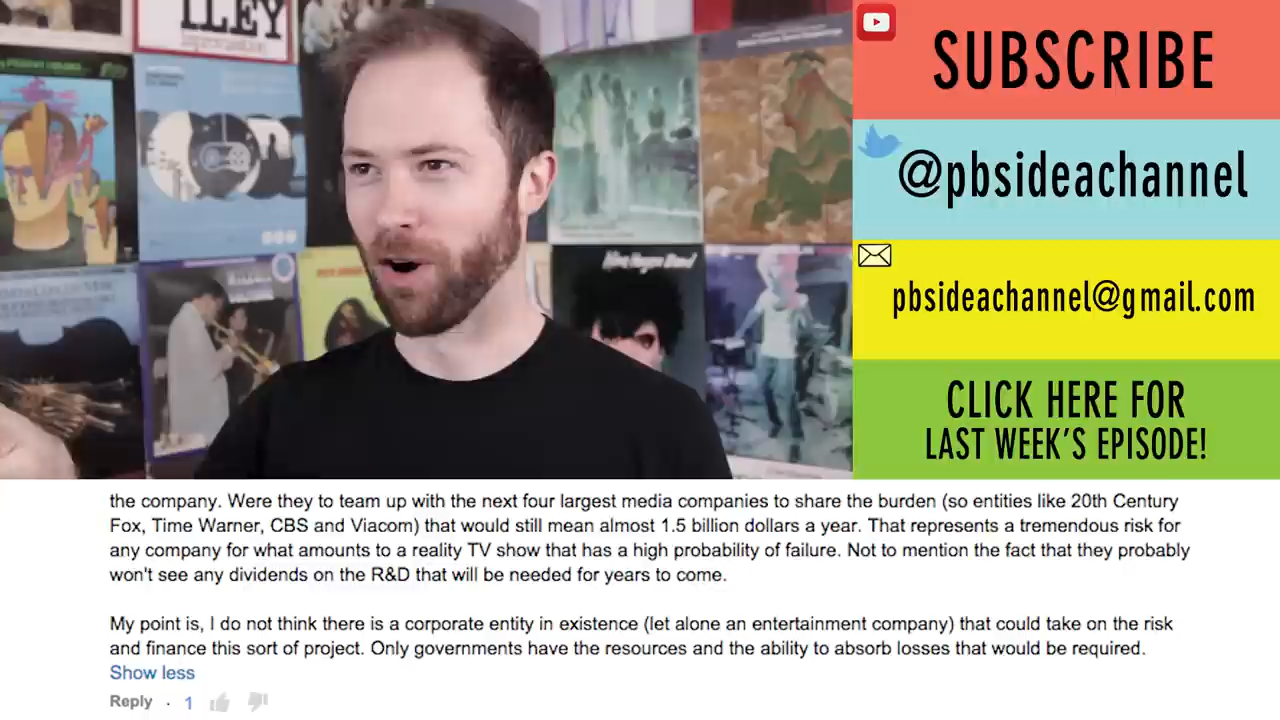 ILEY
SUBSCRIBE
@pbsideachannel
pbsideachannel@gmail.com
CLICK HERE FOR
LAST WEEK'S EPISODE!
the company. Were they to team up with the next four largest media companies to share the burden (so entities like 20th Century
Fox, Time Warner, CBS and Viacom) that would still mean almost 1.5 billion dollars a year. That represents a tremendous risk for
any company for what amounts to a reality TV show that has a high probability of failure. Not to mention the fact that they probably
won't see any dividends on the R&D that will be needed for years to come.
My point is, I do not think there is a corporate entity in existence (let alone an entertainment company) that could take on the risk
and finance this sort of project. Only governments have the resources and the ability to absorb losses that would be required.
Show less
Reply · 1